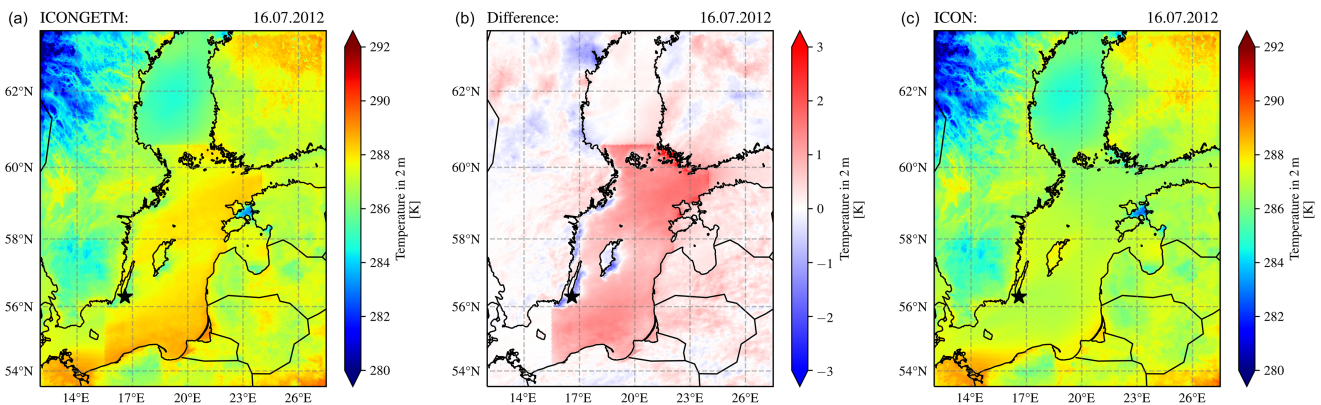 (a) ICONGETM: 16.07.2012
62°N
60°N
58°N
56°N
54°N
14°E 17°E 20°E 23°E 26°E
292
290
288
286
284
282
280
Temperature in 2 m
[K]
(b) Difference: 16.07.2012
62°N
60°N
58°N
56°N
54°N
14°E 17°E 20°E 23°E 26°E
3
2
1
0
−1
−2
−3
Temperature in 2 m
[K]
(c) ICON: 16.07.2012
62°N
60°N
58°N
56°N
54°N
14°E 17°E 20°E 23°E 26°E
292
290
288
286
284
282
280
Temperature in 2 m
[K]